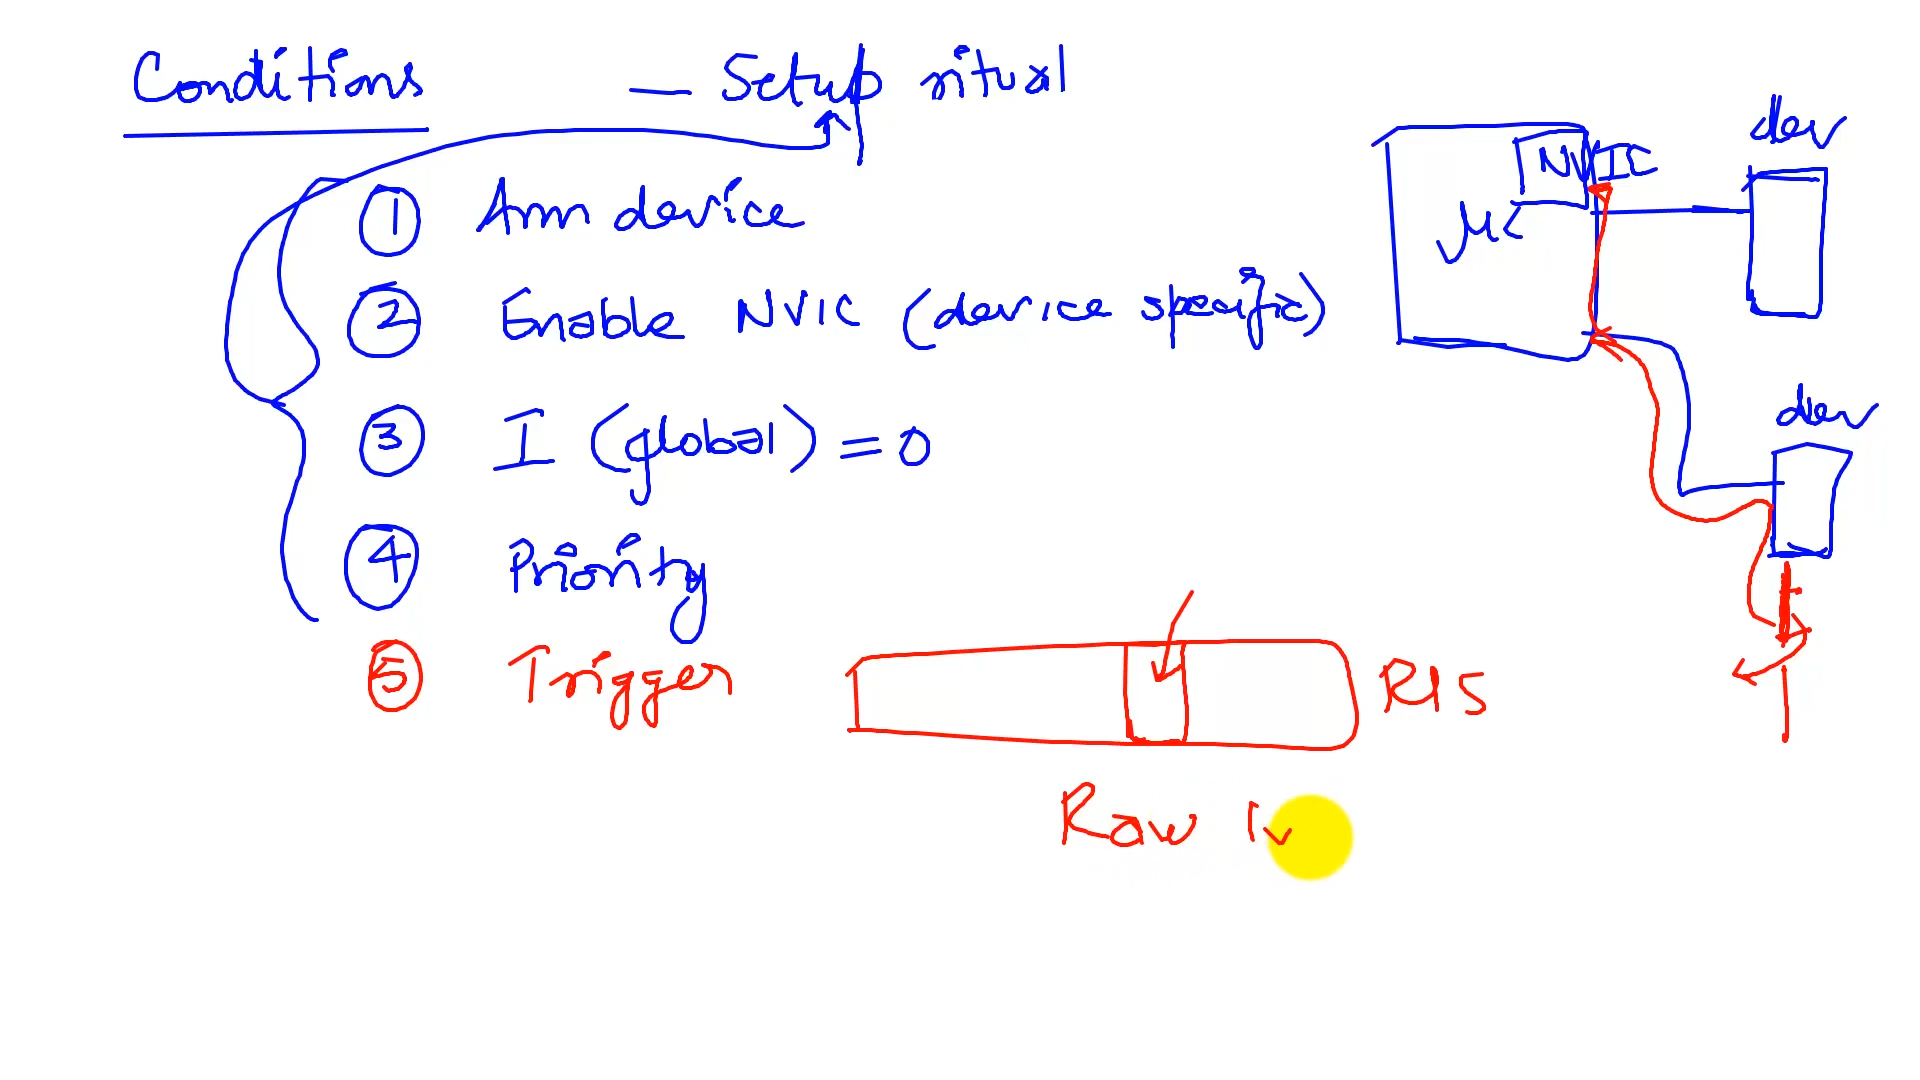 Conditions — Setup ritual
① Arm device
② Enable NVIC (device specific)
③ I (global) = 0
④ Priority
⑤ Trigger
RIS
Raw
NVIC
μC
dev
dev